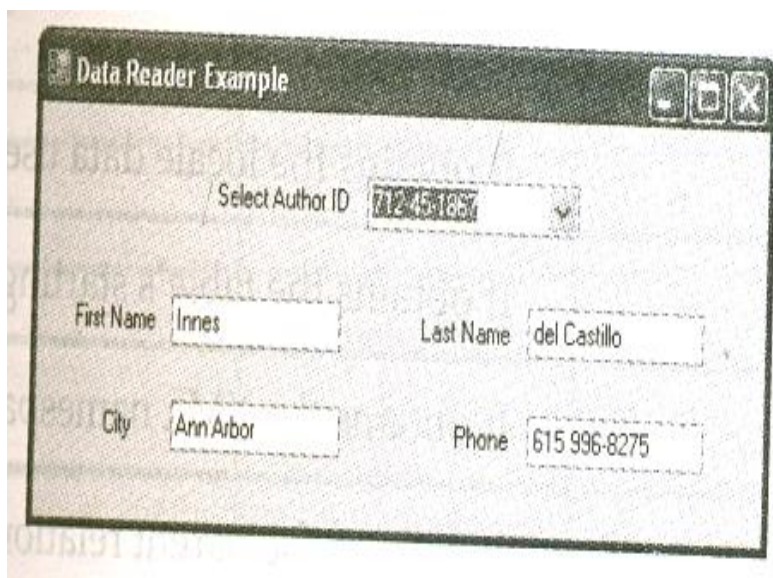 Data Reader Example
Select Author ID 712-45-1867
First Name Innes Last Name del Castillo
City Ann Arbor Phone 615 996-8275